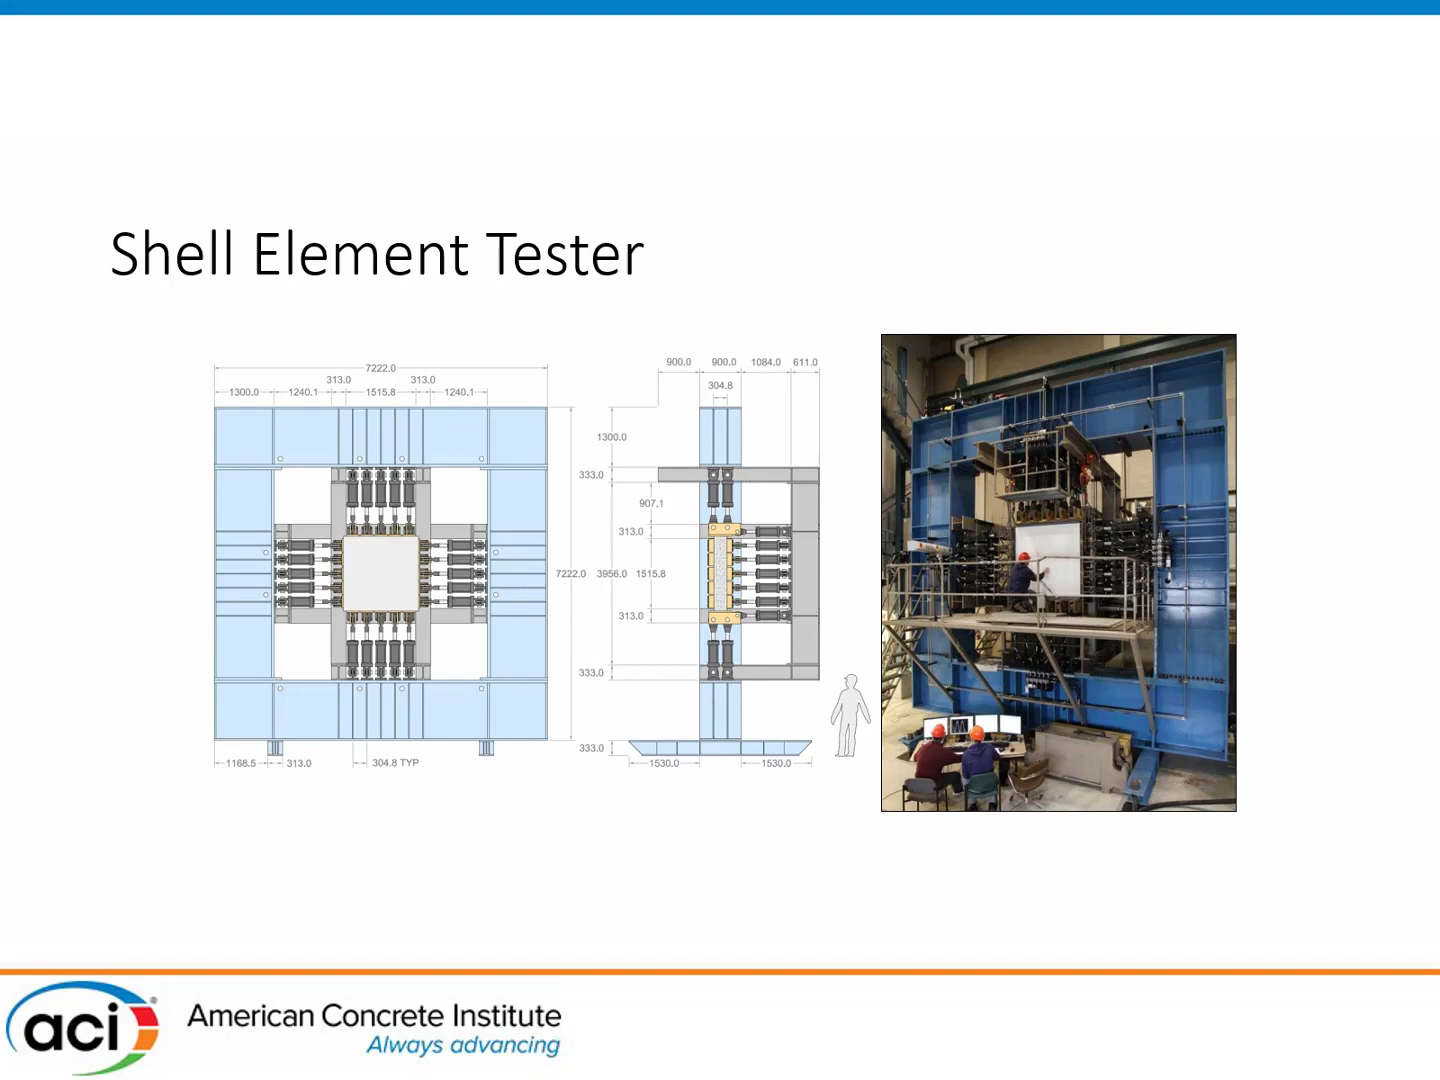 Shell Element Tester
7222.0
313.0 313.0
1300.0 1240.1 1515.8 1240.1
7222.0
1168.5 313.0 304.8 TYP
900.0 900.0 1084.0 611.0
304.8
1300.0
333.0
907.1
313.0
3956.0 1515.8
313.0
333.0
333.0
1530.0 1530.0
aci®
American Concrete Institute
Always advancing